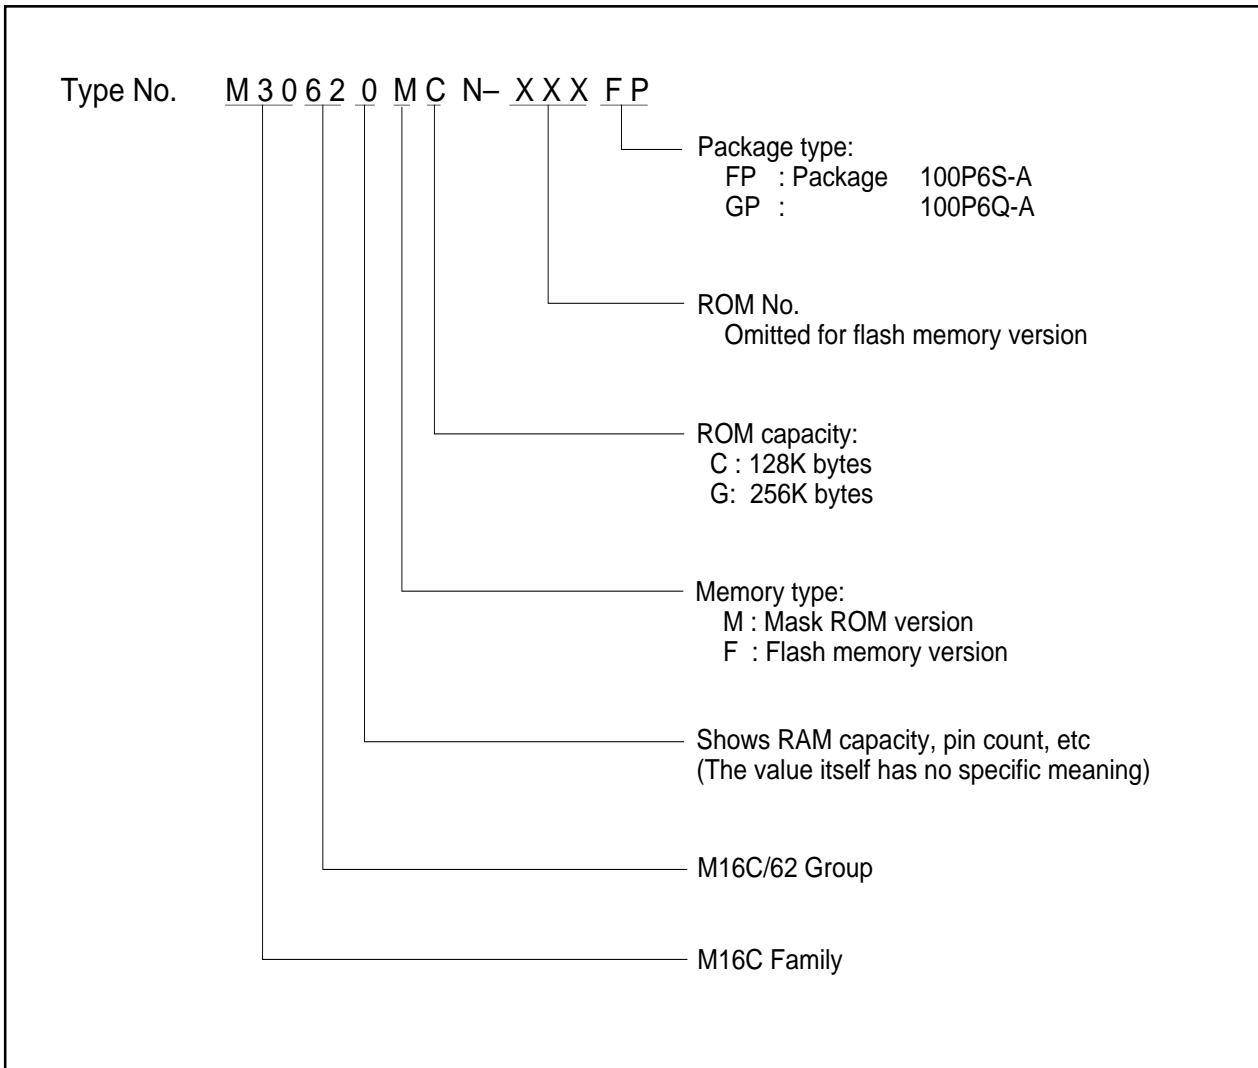 Type No. M 3 0 6 2 0 M C N– X X X F P
Package type:
FP : Package 100P6S-A
GP : 100P6Q-A
ROM No.
Omitted for flash memory version
ROM capacity:
C : 128K bytes
G: 256K bytes
Memory type:
M : Mask ROM version
F : Flash memory version
Shows RAM capacity, pin count, etc
(The value itself has no specific meaning)
M16C/62 Group
M16C Family